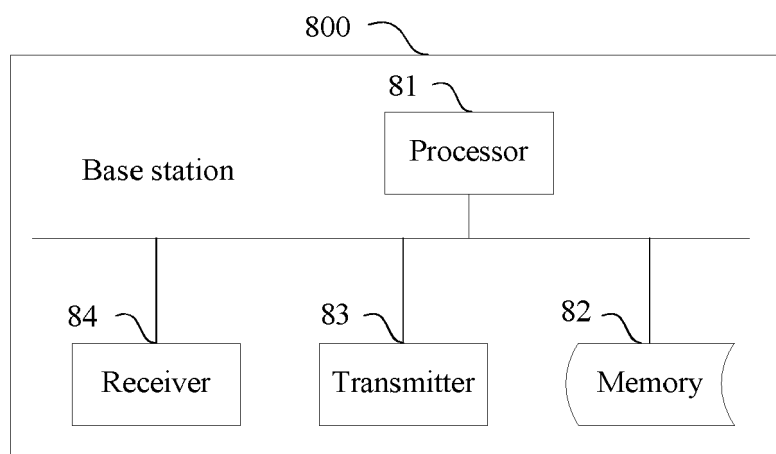 800
81
Processor
Base station
84
83
82
Receiver
Transmitter
Memory